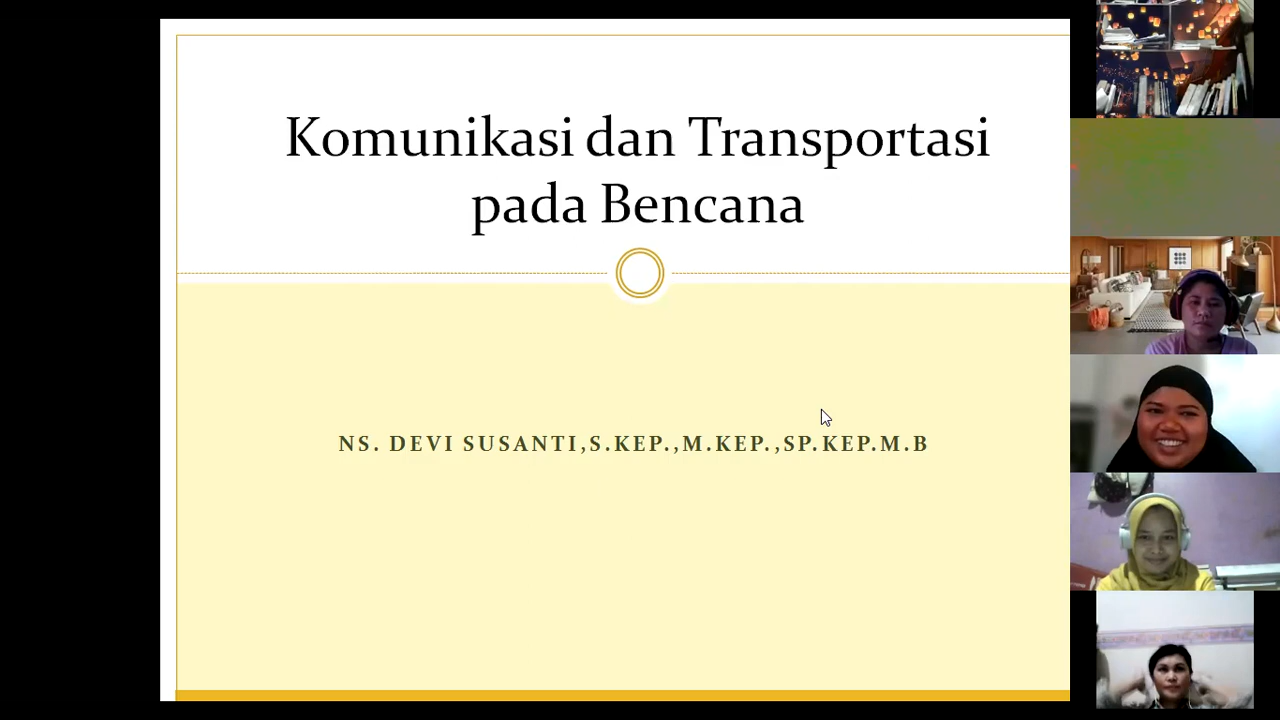 Komunikasi dan Transportasi
pada Bencana
NS. DEVI SUSANTI,S.KEP.,M.KEP.,SP.KEP.M.B